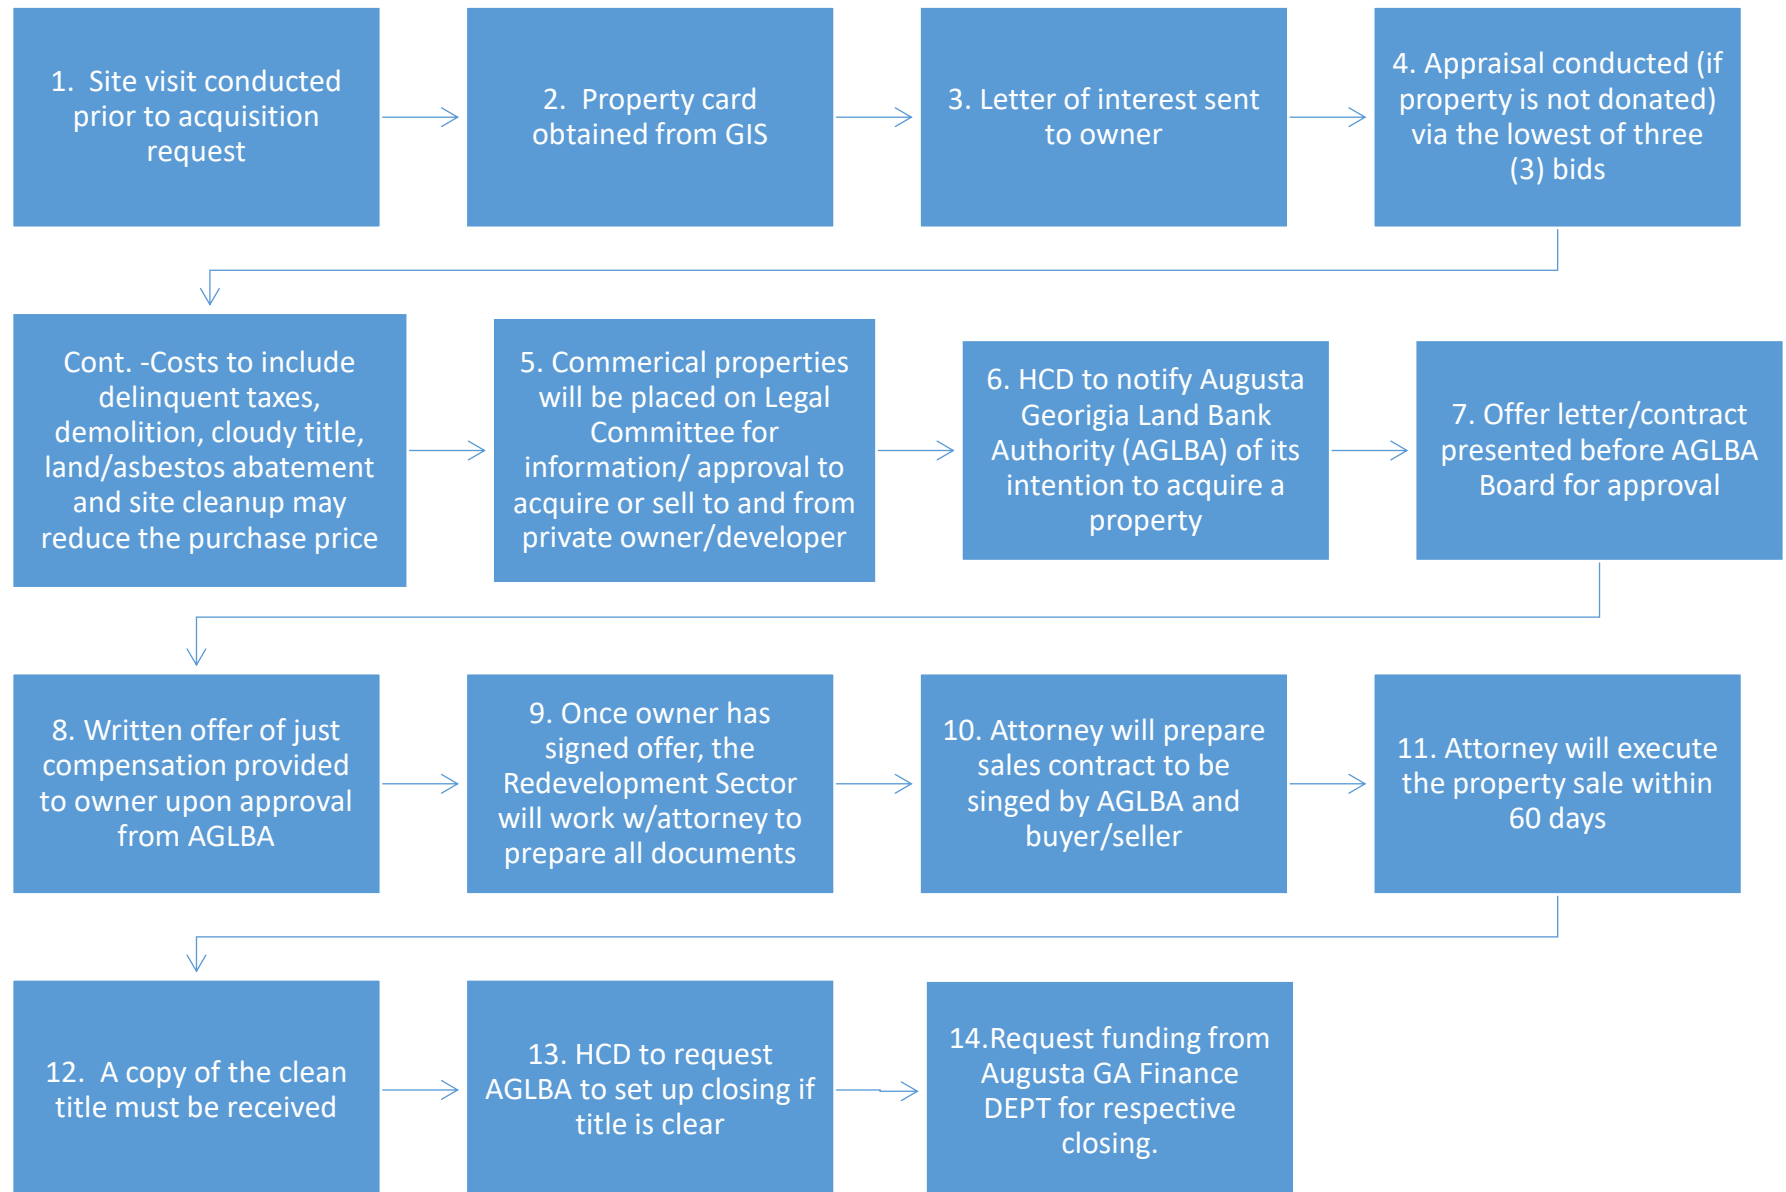 1. Site visit conducted
prior to acquisition
request
2. Property card
obtained from GIS
3. Letter of interest sent
to owner
4. Appraisal conducted (if
property is not donated)
via the lowest of three
(3) bids
Cont. -Costs to include
delinquent taxes,
demolition, cloudy title,
land/asbestos abatement
and site cleanup may
reduce the purchase price
5. Commerical properties
will be placed on Legal
Committee for
information/ approval to
acquire or sell to and from
private owner/developer
6. HCD to notify Augusta
Georigia Land Bank
Authority (AGLBA) of its
intention to acquire a
property
7. Offer letter/contract
presented before AGLBA
Board for approval
8. Written offer of just
compensation provided
to owner upon approval
from AGLBA
9. Once owner has
signed offer, the
Redevelopment Sector
will work w/attorney to
prepare all documents
10. Attorney will prepare
sales contract to be
singed by AGLBA and
buyer/seller
11. Attorney will execute
the property sale within
60 days
12. A copy of the clean
title must be received
13. HCD to request
AGLBA to set up closing if
title is clear
14.Request funding from
Augusta GA Finance
DEPT for respective
closing.